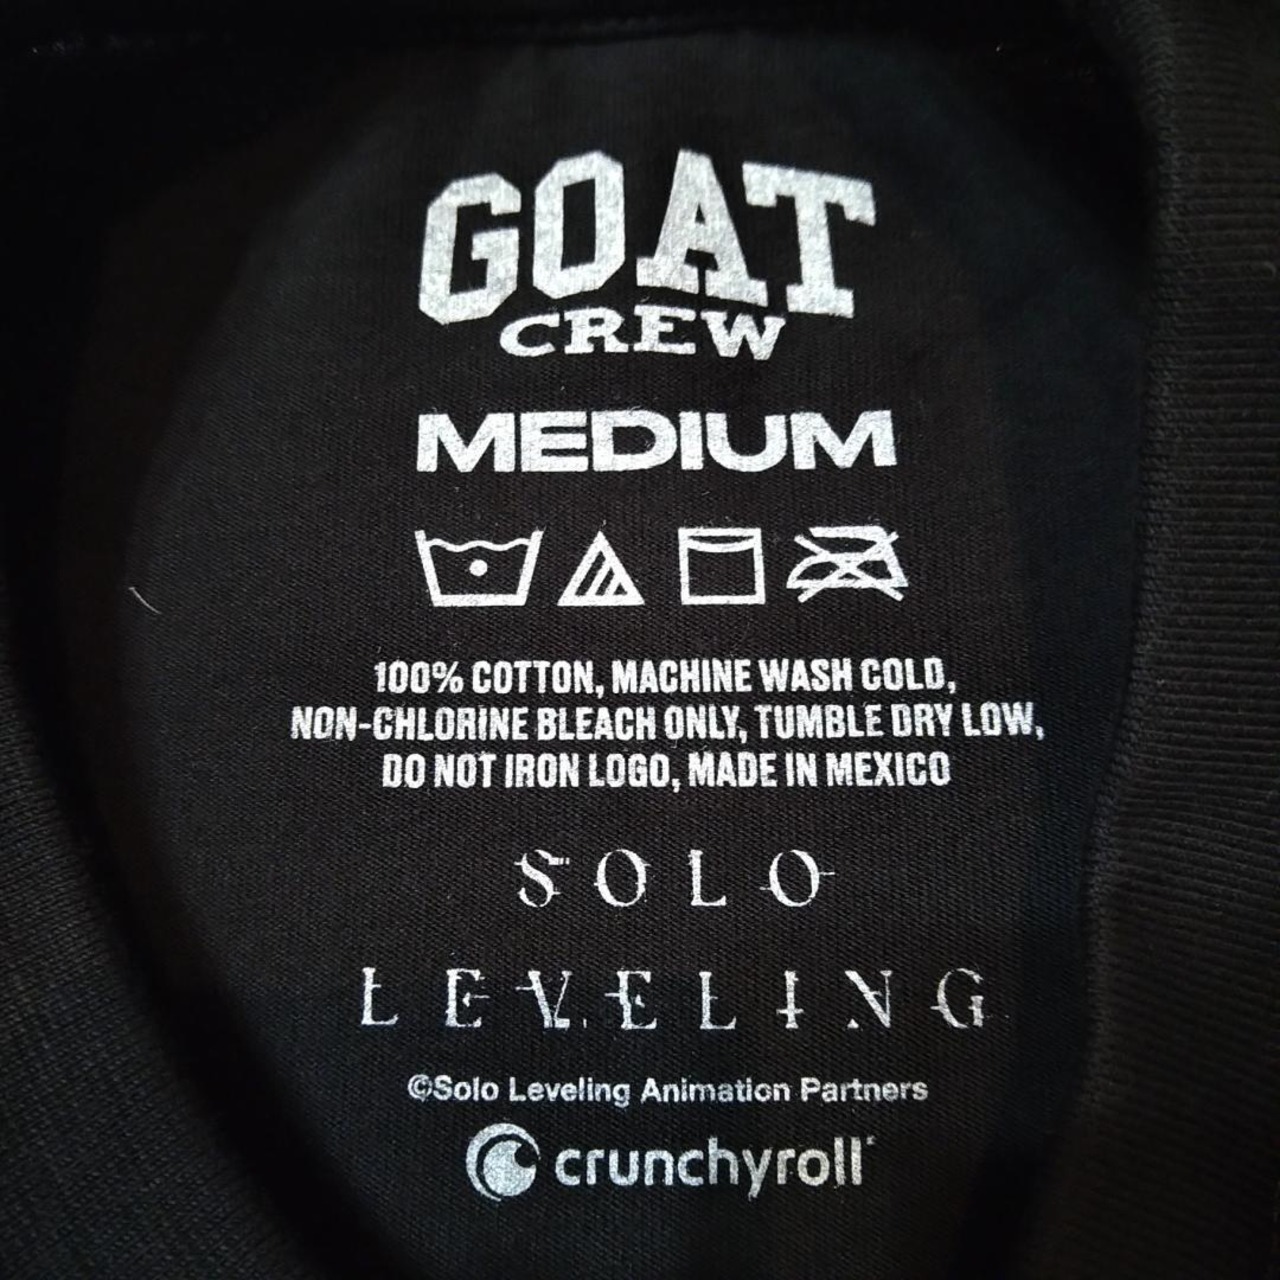 GOAT
CREW
MEDIUM
100% COTTON, MACHINE WASH COLD,
NON-CHLORINE BLEACH ONLY, TUMBLE DRY LOW,
DO NOT IRON LOGO, MADE IN MEXICO
SOLO
LEVELING
©Solo Leveling Animation Partners
crunchyroll